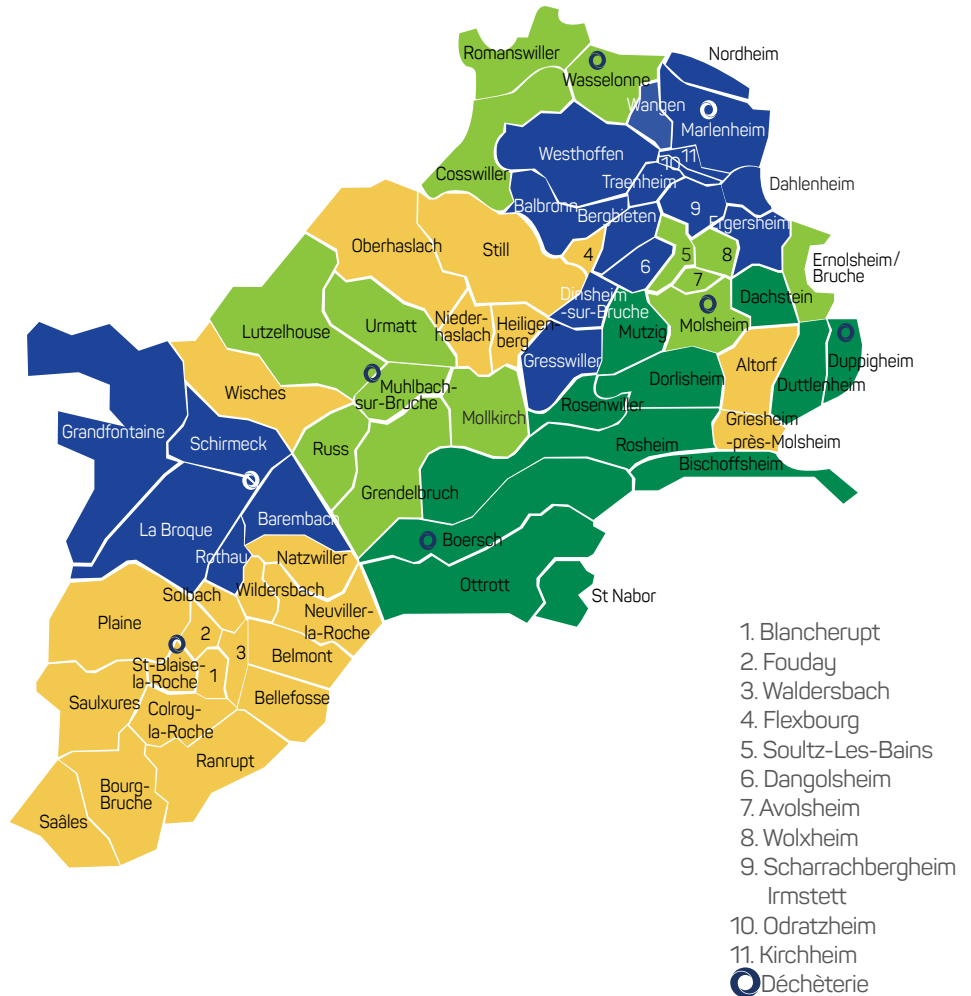 Nordheim
Romanswiller
Wasselonne
Wangen
Marlenheim
Westhoffen
11
10
Cosswiller
Traenheim
Dahlenheim
Balbronn
Bergbieten
9
Ergersheim
Oberhaslach
Still
4
5
8
6
7
Ernolsheim/
Bruche
Dinsheim
-sur-Bruche
Dachstein
Lutzelhouse
Urmatt
Nieder-
haslach
Heiligen-
berg
Mutzig
Molsheim
Gresswiller
Altorf
Duppigheim
Duttlenheim
Wisches
Muhlbach-
sur-Bruche
Dorlisheim
Mollkirch
Rosenwiller
Griesheim
-près-Molsheim
Grandfontaine
Schirmeck
Russ
Rosheim
Bischoffsheim
Grendelbruch
La Broque
Barembach
Boersch
Rothau
Natzwiller
Ottrott
St Nabor
Solbach
Wildersbach
Plaine
Neuviller-
la-Roche
2
3
Belmont
St-Blaise-
la-Roche
1
Bellefosse
Saulxures
Colroy-
la-Roche
Ranrupt
Bourg-
Bruche
Saâles
1. Blancherupt
2. Fouday
3. Waldersbach
4. Flexbourg
5. Soultz-Les-Bains
6. Dangolsheim
7. Avolsheim
8. Wolxheim
9. Scharrachbergheim
Irmstett
10. Odratzheim
11. Kirchheim
Déchèterie